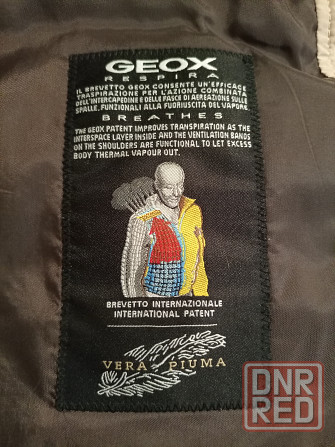 GEOX
RESPIRA
IL BREVETTO GEOX CONSENTE UN'EFFICACE
TRASPIRAZIONE PER L'AZIONE COMBINATA
DELL'INTERCAPEDINE E DELLE FASCE DI AEREAZIONE SULLE
SPALLE, FUNZIONALI ALLA FUORIUSCITA DEL VAPORE.
BREATHES
THE GEOX PATENT IMPROVES TRANSPIRATION AS THE
INTERSPACE LAYER INSIDE AND THE VENTILATION BANDS
ON THE SHOULDERS ARE FUNCTIONAL TO LET EXCESS
BODY THERMAL VAPOUR OUT.
BREVETTO INTERNAZIONALE
INTERNATIONAL PATENT
VERA PIUMA
DNR
RED